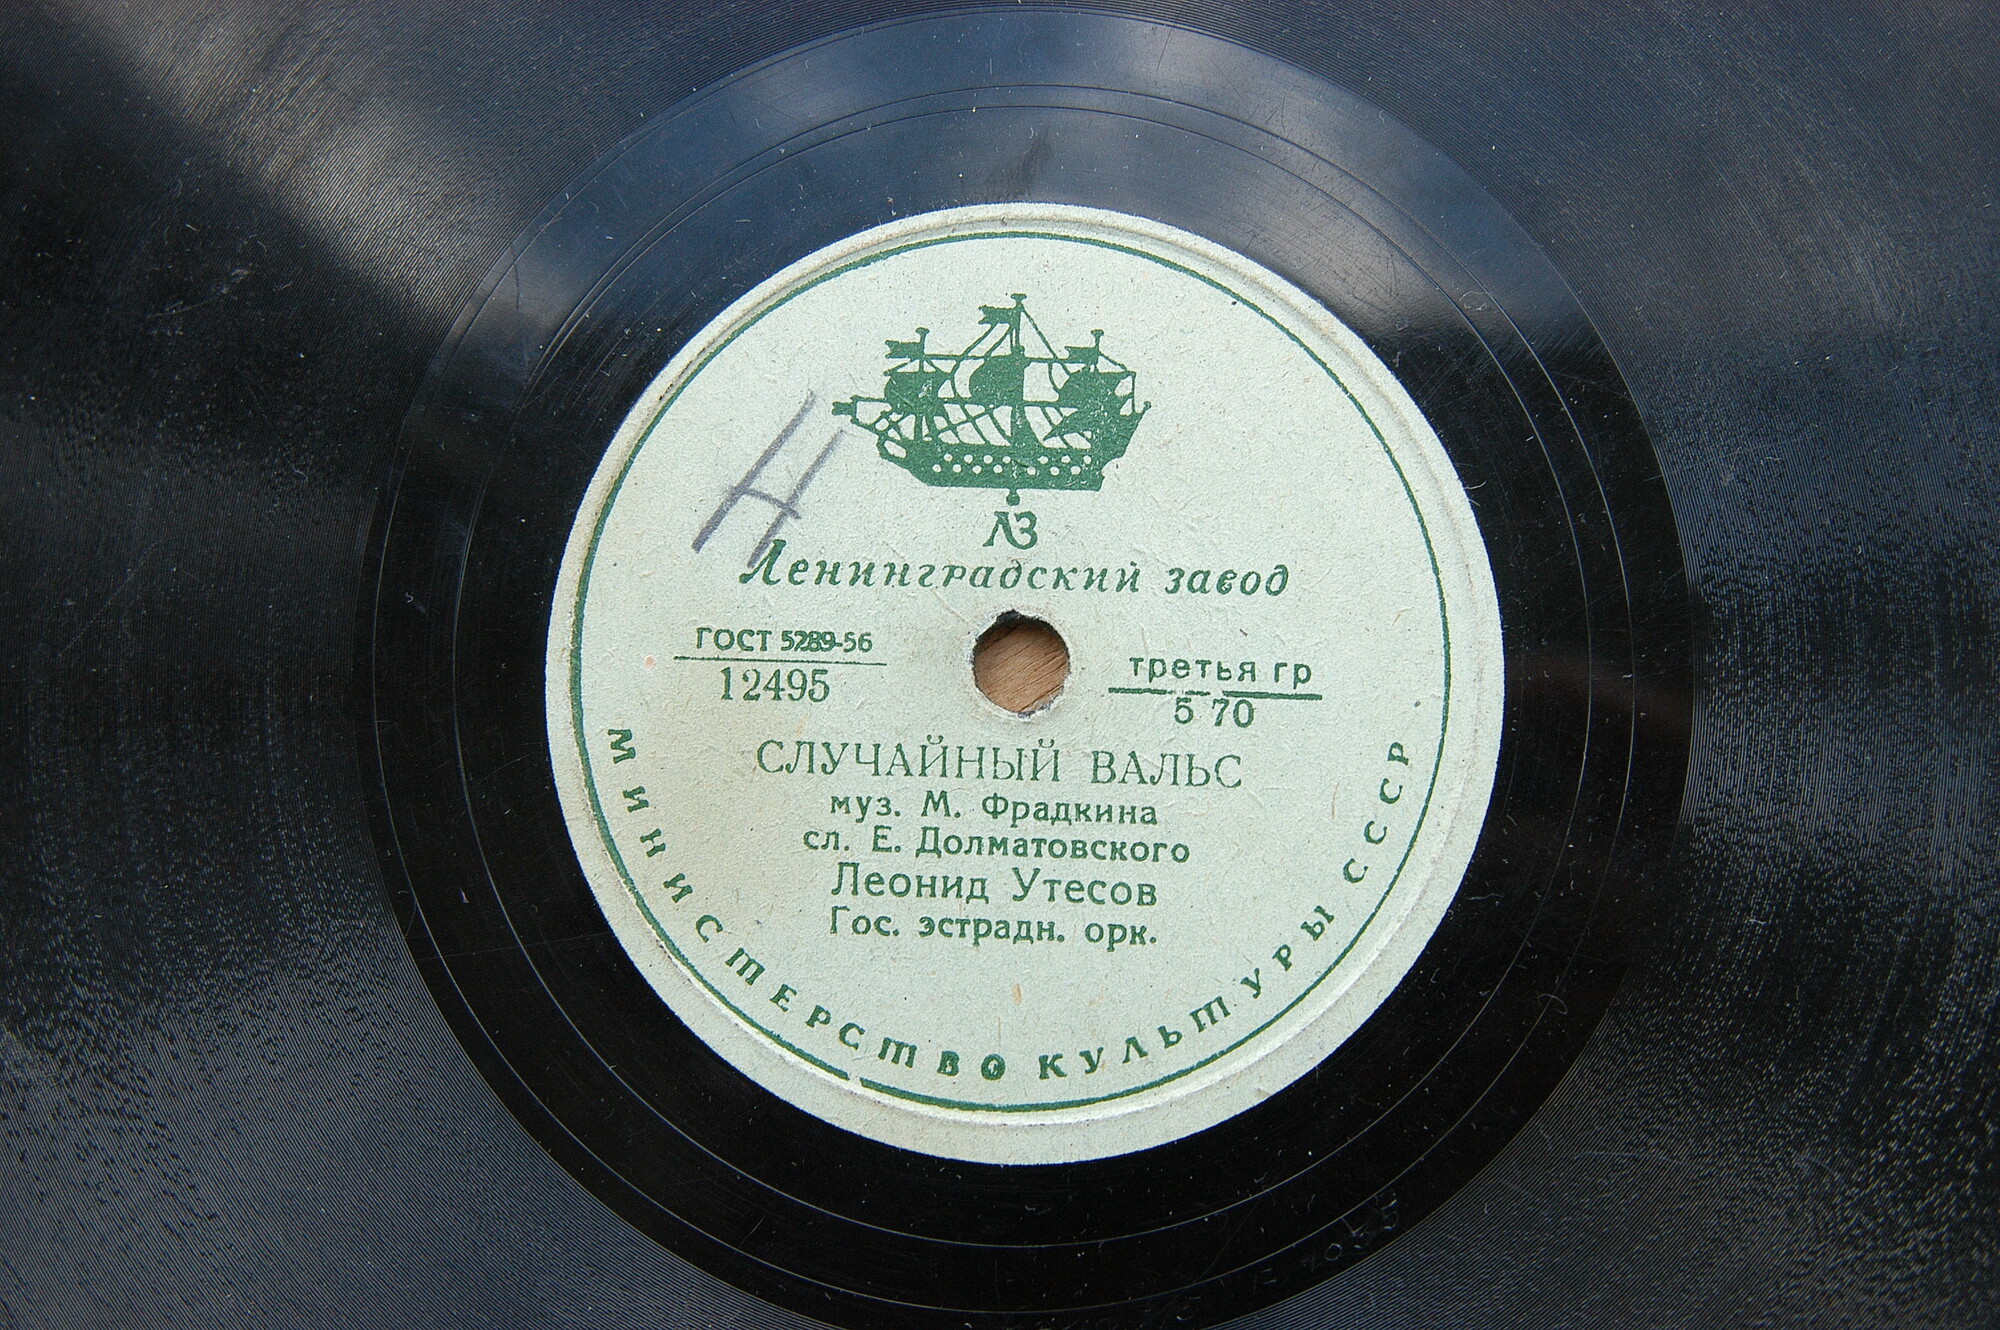 Н
ЛЗ
Ленинградский завод
ГОСТ 5289-56
12495
третья гр
5 70
СЛУЧАЙНЫЙ ВАЛЬС
муз. М. Фрадкина
сл. Е. Долматовского
Леонид Утесов
Гос. эстрадн. орк.
МИНИСТЕРСТВО КУЛЬТУРЫ СССР